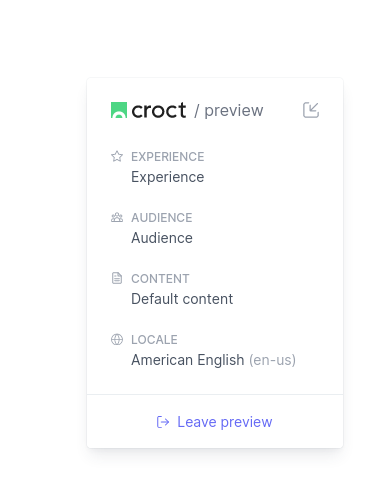 croct / preview
EXPERIENCE
Experience
AUDIENCE
Audience
CONTENT
Default content
LOCALE
American English (en-us)
Leave preview